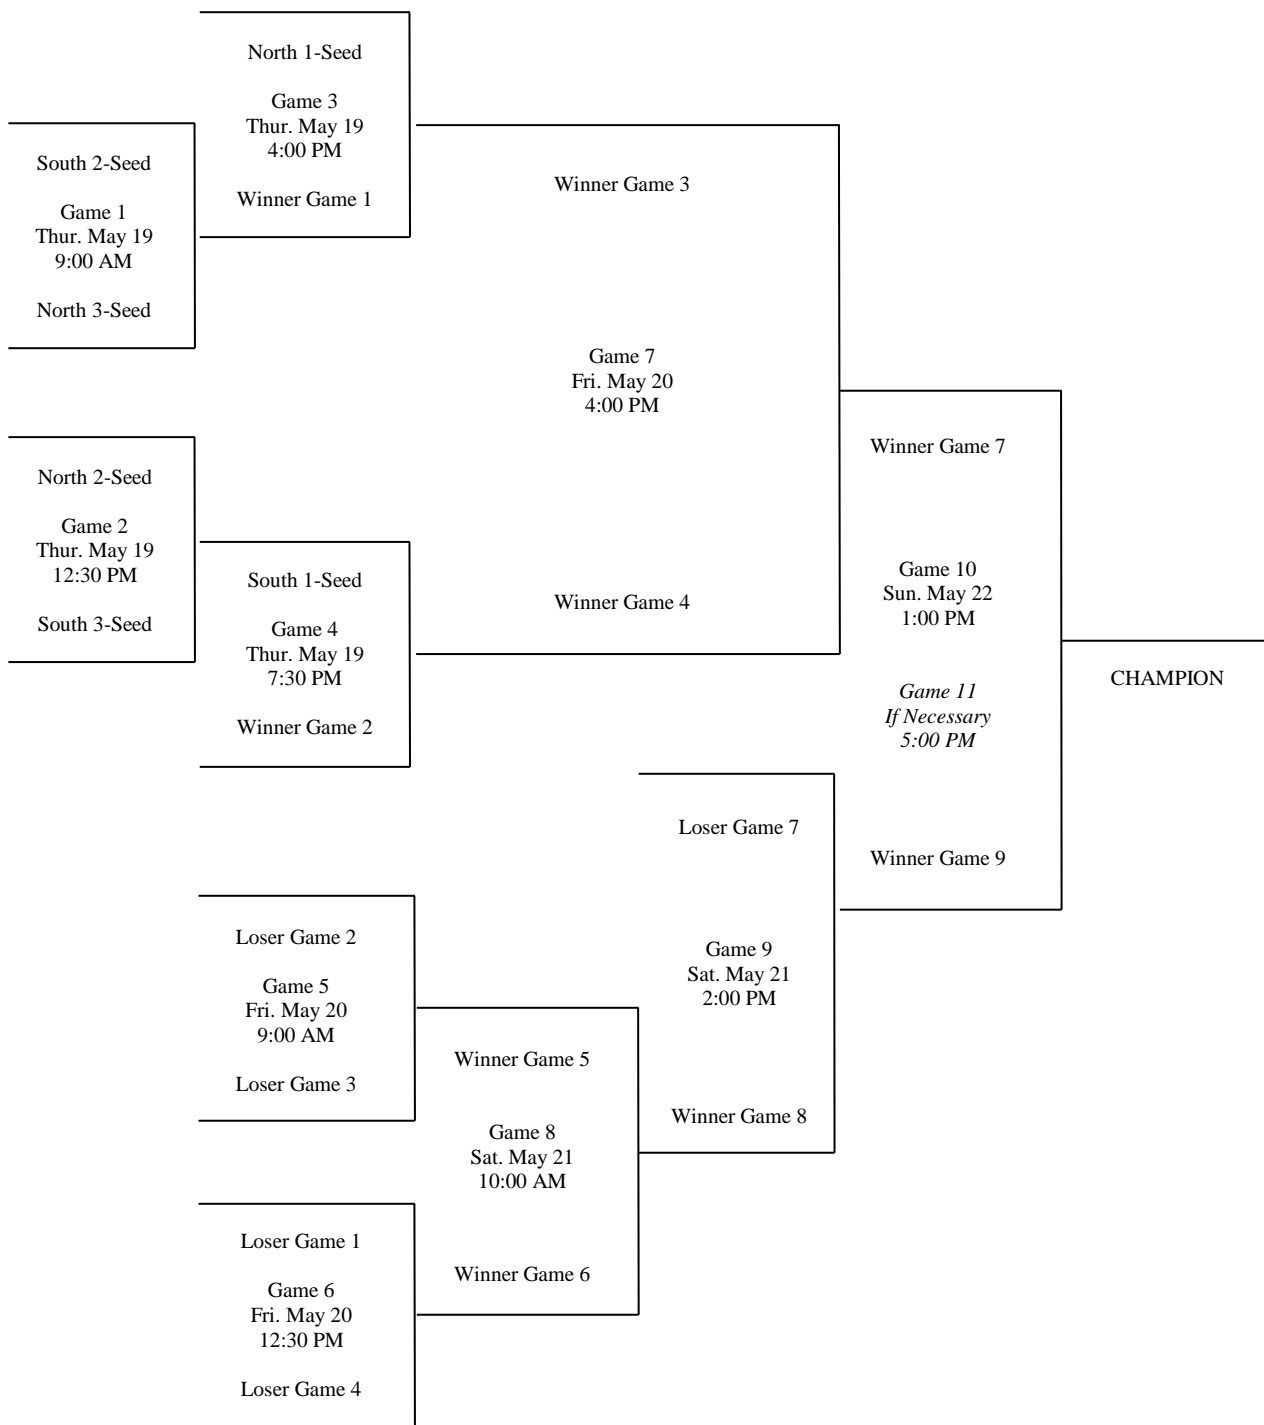 North 1-Seed
Game 3
Thur. May 19
4:00 PM
Winner Game 1
South 2-Seed
Game 1
Thur. May 19
9:00 AM
North 3-Seed
Winner Game 3
Game 7
Fri. May 20
4:00 PM
Winner Game 4
North 2-Seed
Game 2
Thur. May 19
12:30 PM
South 3-Seed
South 1-Seed
Game 4
Thur. May 19
7:30 PM
Winner Game 2
Winner Game 7
Game 10
Sun. May 22
1:00 PM
Game 11
If Necessary
5:00 PM
Winner Game 9
CHAMPION
Loser Game 7
Game 9
Sat. May 21
2:00 PM
Winner Game 8
Loser Game 2
Game 5
Fri. May 20
9:00 AM
Loser Game 3
Winner Game 5
Game 8
Sat. May 21
10:00 AM
Winner Game 6
Loser Game 1
Game 6
Fri. May 20
12:30 PM
Loser Game 4